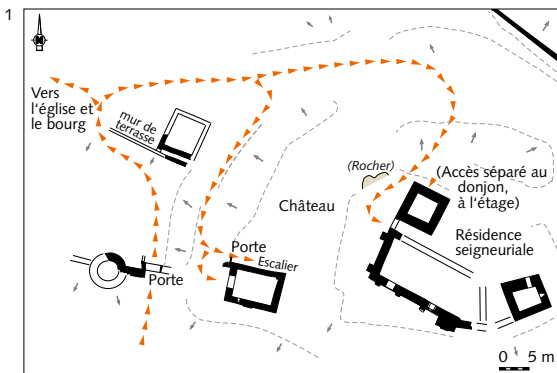 1
N
Vers
l'église et
le bourg
mur de
terrasse
(Rocher)
(Accès séparé au
donjon,
à l'étage)
Château
Résidence
seigneuriale
Porte
Escalier
Porte
0 5 m